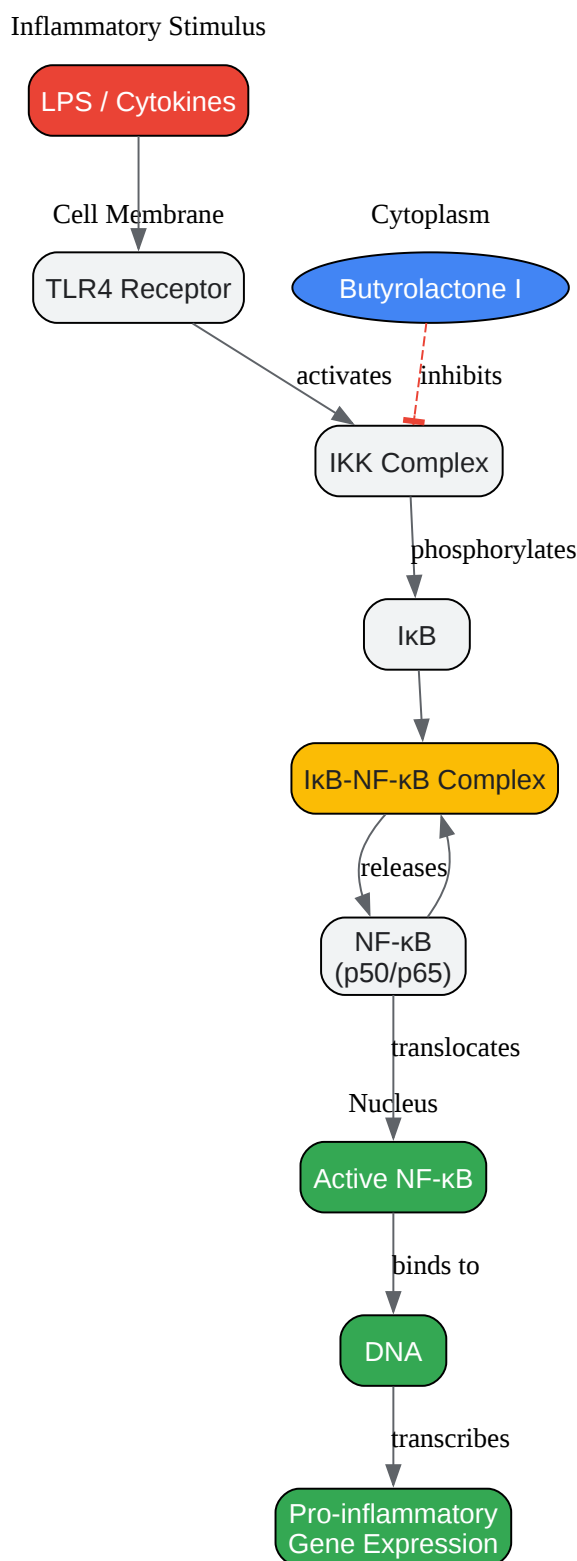 Inflammatory Stimulus
LPS / Cytokines
Cell Membrane
Cytoplasm
TLR4 Receptor
Butyrolactone I
activates
inhibits
IKK Complex
phosphorylates
IκB
IκB-NF-κB Complex
releases
NF-κB
(p50/p65)
translocates
Nucleus
Active NF-κB
binds to
DNA
transcribes
Pro-inflammatory
Gene Expression